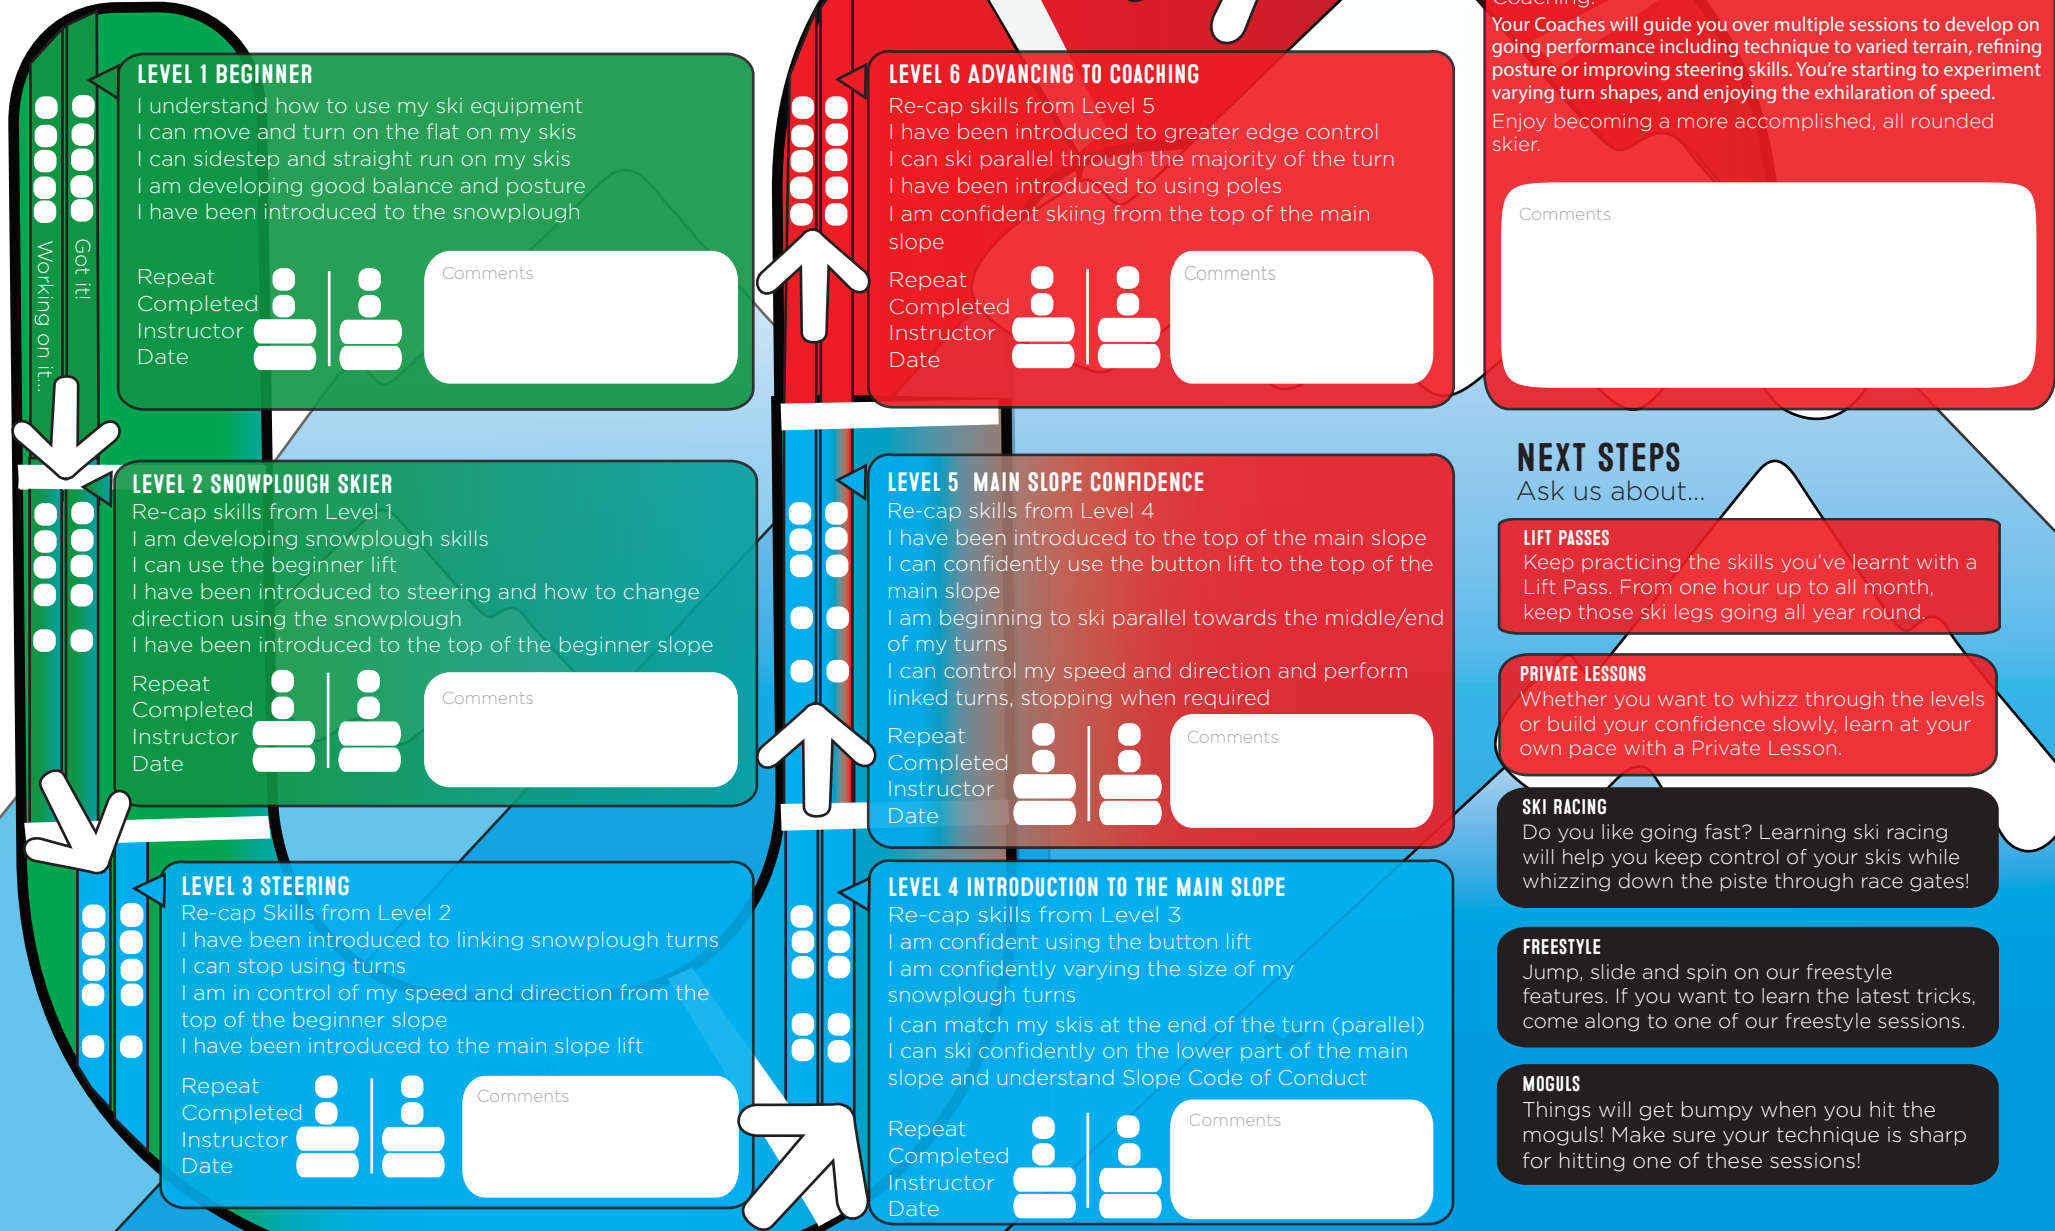 LEVEL 1 BEGINNER
I understand how to use my ski equipment
I can move and turn on the flat on my skis
I can sidestep and straight run on my skis
I am developing good balance and posture
I have been introduced to the snowplough
Got it!
Working on it...
Repeat
Completed
Instructor
Date
Comments
LEVEL 2 SNOWPLOUGH SKIER
Re-cap skills from Level 1
I am developing snowplough skills
I can use the beginner lift
I have been introduced to steering and how to change
direction using the snowplough
I have been introduced to the top of the beginner slope
Repeat
Completed
Instructor
Date
Comments
LEVEL 3 STEERING
Re-cap Skills from Level 2
I have been introduced to linking snowplough turns
I can stop using turns
I am in control of my speed and direction from the
top of the beginner slope
I have been introduced to the main slope lift
Repeat
Completed
Instructor
Date
Comments
LEVEL 4 INTRODUCTION TO THE MAIN SLOPE
Re-cap Skills from Level 3
I am confident using the button lift
I am confidently varying the size of my
snowplough turns
I can match my skis at the end of the turn (parallel)
I can ski confidently on the lower part of the main
slope and understand Slope Code of Conduct
Repeat
Completed
Instructor
Date
Comments
LEVEL 5 MAIN SLOPE CONFIDENCE
Re-cap skills from Level 4
I have been introduced to the top of the main slope
I can confidently use the button lift to the top of the
main slope
I am beginning to ski parallel towards the middle/end
of my turns
I can control my speed and direction and perform
linked turns, stopping when required
Repeat
Completed
Instructor
Date
Comments
LEVEL 6 ADVANCING TO COACHING
Re-cap skills from Level 5
I have been introduced to greater edge control
I can ski parallel through the majority of the turn
I have been introduced to using poles
I am confident skiing from the top of the main
slope
Repeat
Completed
Instructor
Date
Comments
Coaching.
Your Coaches will guide you over multiple sessions to develop on
going performance including technique to varied terrain, refining
posture or improving steering skills. You're starting to experiment
varying turn shapes, and enjoying the exhilaration of speed.
Enjoy becoming a more accomplished, all rounded
skier.
Comments
NEXT STEPS
Ask us about...
LIFT PASSES
Keep practicing the skills you've learnt with a
Lift Pass. From one hour up to all month,
keep those ski legs going all year round.
PRIVATE LESSONS
Whether you want to whizz through the levels
or build your confidence slowly, learn at your
own pace with a Private Lesson.
SKI RACING
Do you like going fast? Learning ski racing
will help you keep control of your skis while
whizzing down the piste through race gates!
FREESTYLE
Jump, slide and spin on our freestyle
features. If you want to learn the latest tricks,
come along to one of our freestyle sessions.
MOGULS
Things will get bumpy when you hit the
moguls! Make sure your technique is sharp
for hitting one of these sessions!